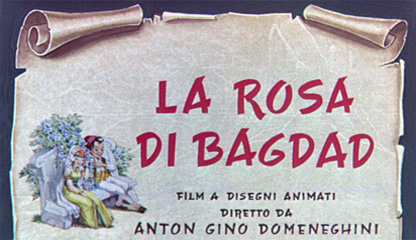 LA ROSA
DI BAGDAD
FILM A DISEGNI ANIMATI
DIRETTO DA
ANTON GINO DOMENEGHINI